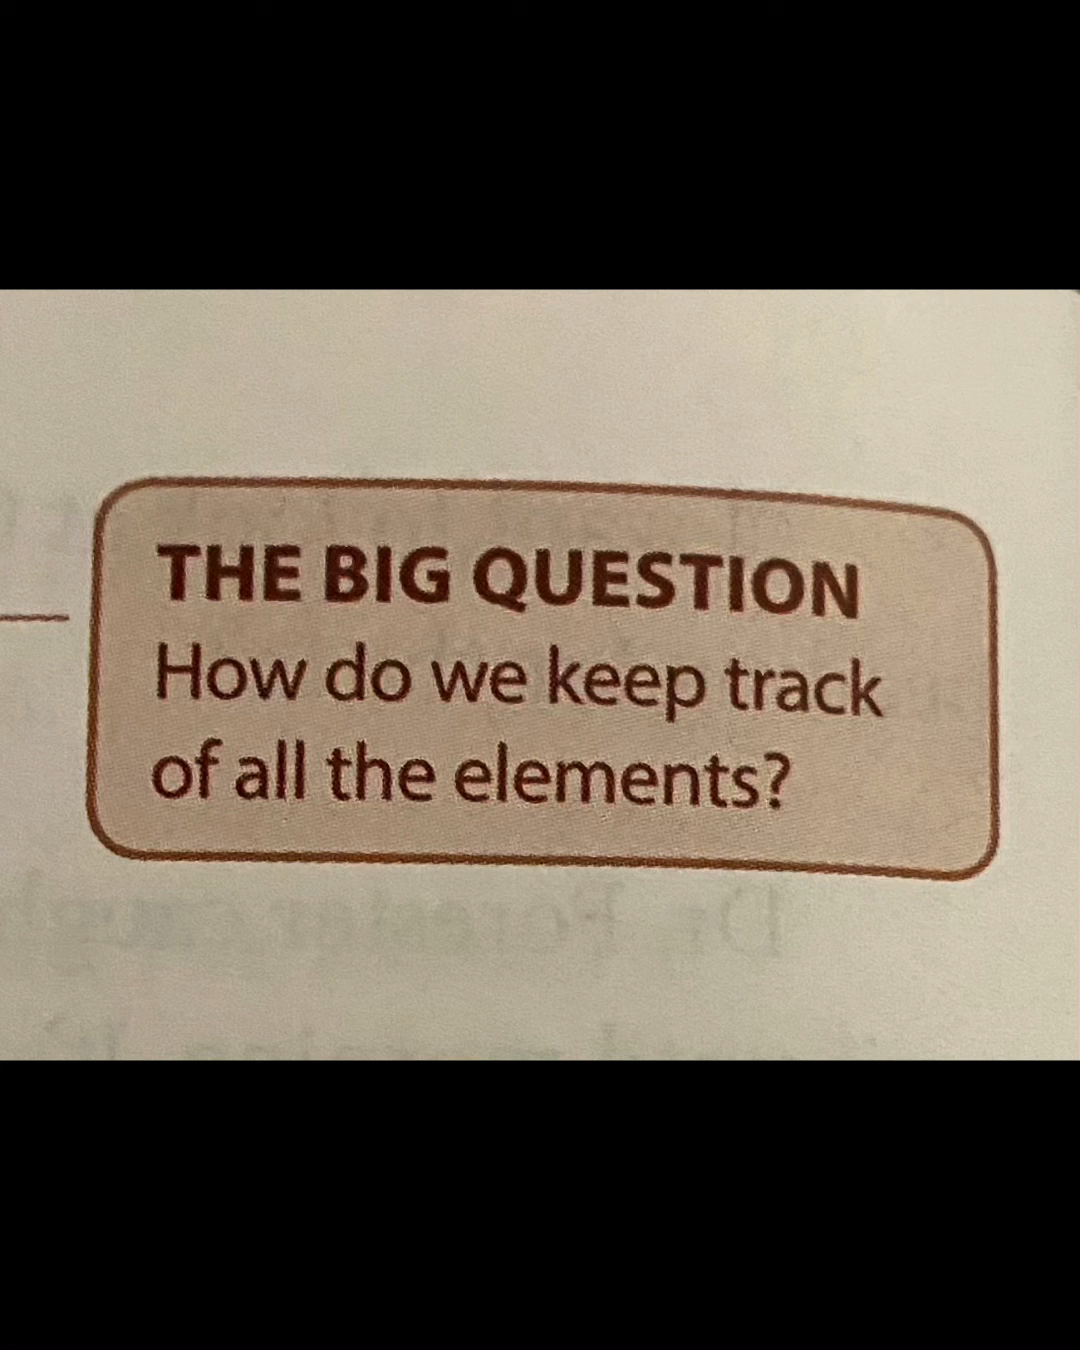 THE BIG QUESTION
How do we keep track
of all the elements?